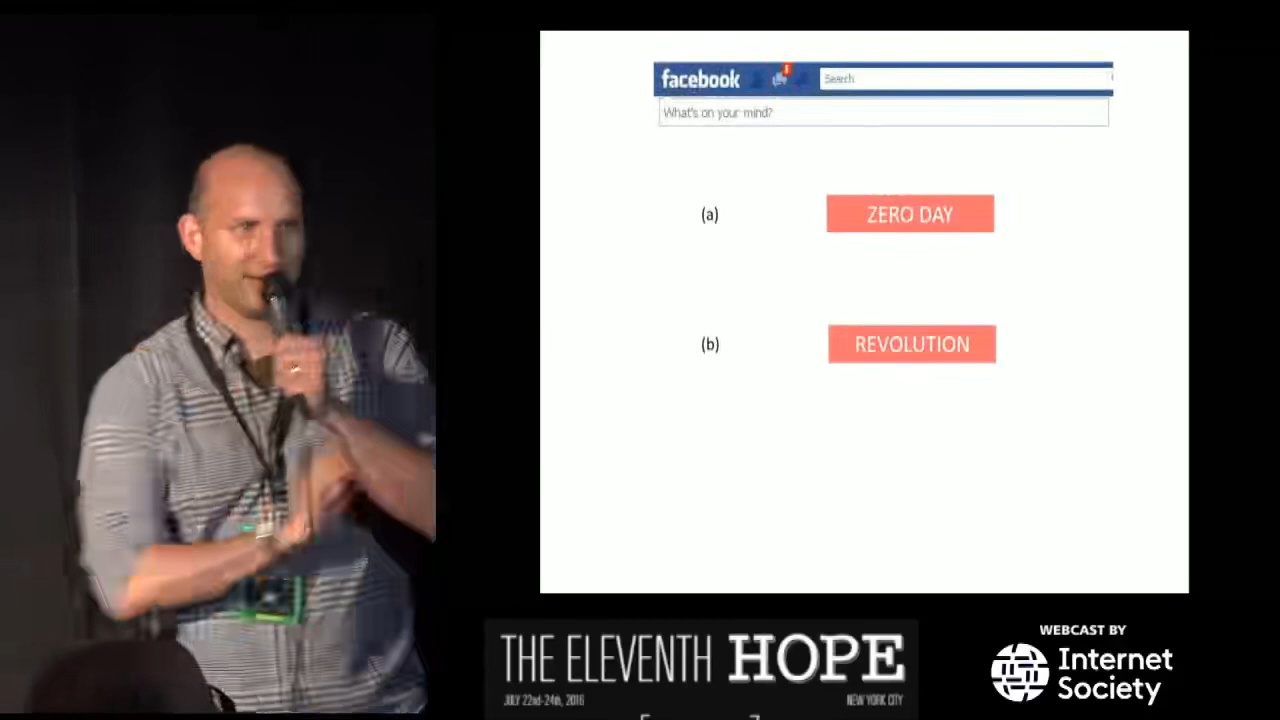 facebook
Search
What's on your mind?
(a) ZERO DAY
(b) REVOLUTION
THE ELEVENTH HOPE
JULY 22nd-24th, 2016 NEW YORK CITY
WEBCAST BY
Internet
Society